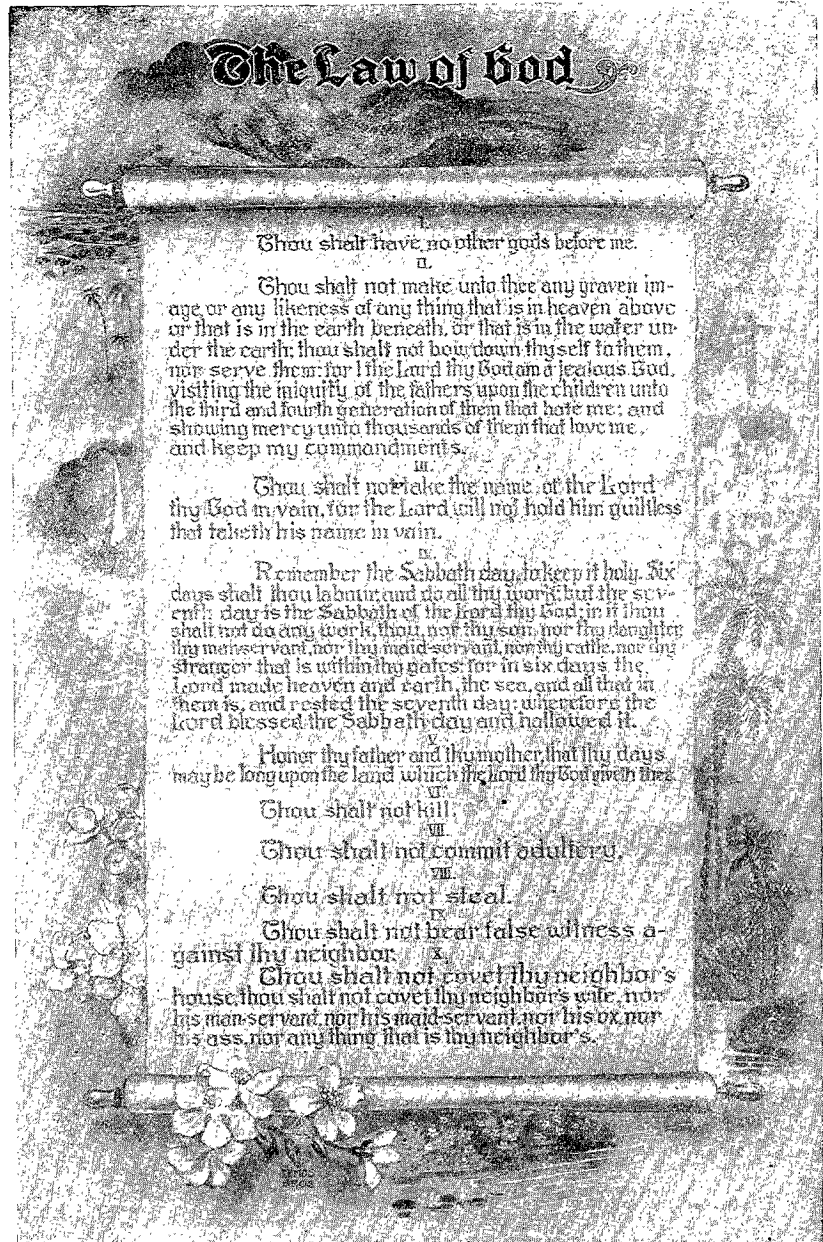 The Law of God
I.
Thou shalt have no other gods before me.
II.
Thou shalt not make unto thee any graven im-
age, or any likeness of any thing that is in heaven above
or that is in the earth beneath, or that is in the water un-
der the earth: thou shalt not bow down thyself to them,
nor serve them: for I the Lord thy God am a jealous God,
visiting the iniquity of the fathers upon the children unto
the third and fourth generation of them that hate me; and
showing mercy unto thousands of them that love me,
and keep my commandments.
III.
Thou shalt not take the name of the Lord
thy God in vain, for the Lord will not hold him guiltless
that taketh his name in vain.
IV.
Remember the Sabbath day, to keep it holy. Six
days shalt thou labour, and do all thy work, but the sev-
enth day is the Sabbath of the Lord thy God; in it thou
shalt not do any work, thou, nor thy son, nor thy daughter,
thy man-servant, nor thy maid-servant, nor thy cattle, nor thy
stranger that is within thy gates: for in six days the
Lord made heaven and earth, the sea, and all that in
them is, and rested the seventh day: wherefore the
Lord blessed the Sabbath day and hallowed it.
V
Honor thy father and thy mother, that thy days
may be long upon the land which the Lord thy God giveth thee.
VI.
Thou shalt not kill.
VII.
Thou shalt not commit adultery.
VIII.
Thou shalt not steal.
IX
Thou shalt not bear false witness a-
gainst thy neighbor.
X.
Thou shalt not covet thy neighbor's
house, thou shalt not covet thy neighbor's wife, nor
his man-servant, nor his maid-servant, nor his ox, nor
his ass, nor any thing that is thy neighbor's.
BROS